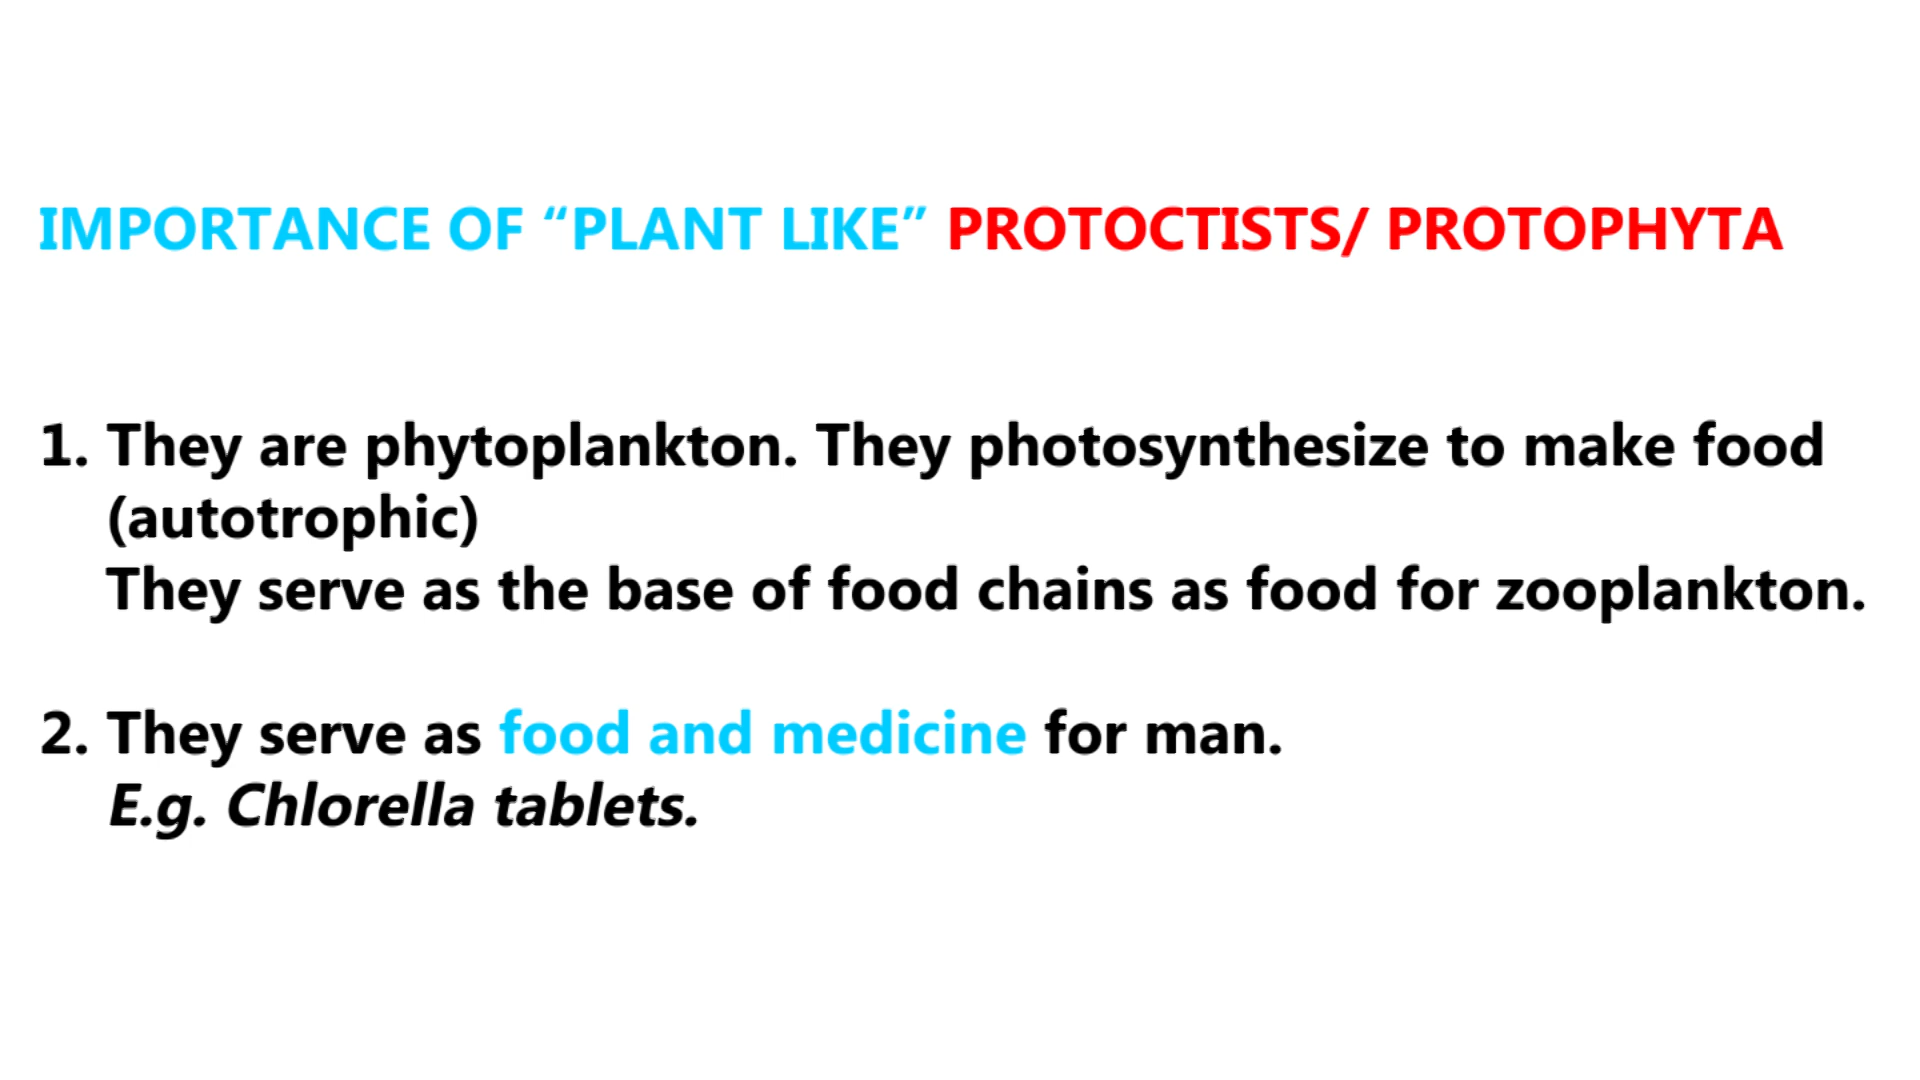 IMPORTANCE OF “PLANT LIKE” PROTOCTISTS/ PROTOPHYTA
1. They are phytoplankton. They photosynthesize to make food
(autotrophic)
They serve as the base of food chains as food for zooplankton.
2. They serve as food and medicine for man.
E.g. Chlorella tablets.